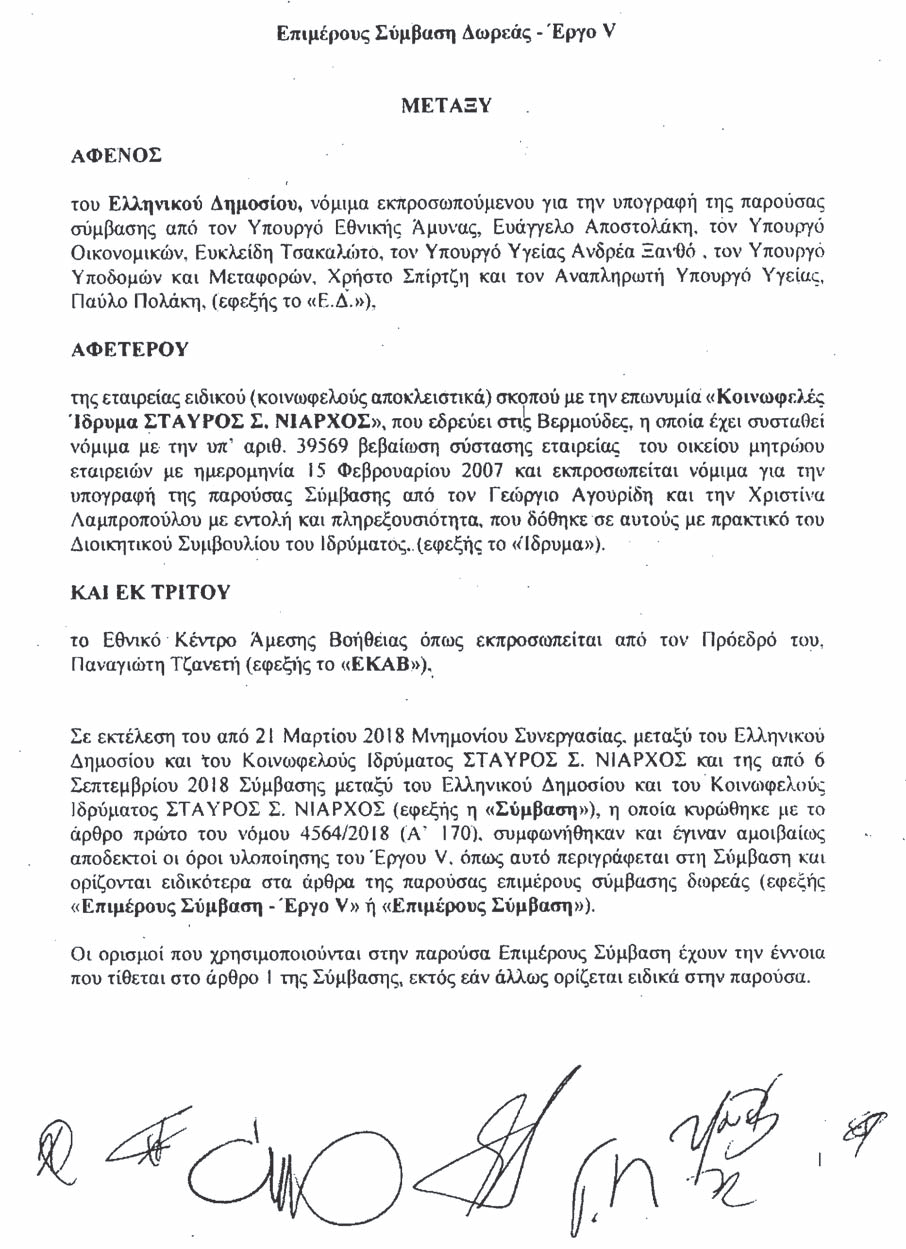 Επιμέρους Σύμβαση Δωρεάς - Έργο V
ΜΕΤΑΞΥ
ΑΦΕΝΟΣ
του Ελληνικού Δημοσίου, νόμιμα εκπροσωπούμενου για την υπογραφή της παρούσας
σύμβασης από τον Υπουργό Εθνικής Άμυνας, Ευάγγελο Αποστολάκη, τον Υπουργό
Οικονομικών, Ευκλείδη Τσακαλώτο, τον Υπουργό Υγείας Ανδρέα Ξανθό , τον Υπουργό
Υποδομών και Μεταφορών, Χρήστο Σπίρτζη και τον Αναπληρωτή Υπουργό Υγείας,
Παύλο Πολάκη, (εφεξής το «Ε.Δ.»),
ΑΦΕΤΕΡΟΥ
της εταιρείας ειδικού (κοινωφελούς αποκλειστικά) σκοπού με την επωνυμία «Κοινωφελές
Ίδρυμα ΣΤΑΥΡΟΣ Σ. ΝΙΑΡΧΟΣ», που εδρεύει στις Βερμούδες, η οποία έχει συσταθεί
νόμιμα με την υπ’ αριθ. 39569 βεβαίωση σύστασης εταιρείας του οικείου μητρώου
εταιρειών με ημερομηνία 15 Φεβρουαρίου 2007 και εκπροσωπείται νόμιμα για την
υπογραφή της παρούσας Σύμβασης από τον Γεώργιο Αγουρίδη και την Χριστίνα
Λαμπροπούλου με εντολή και πληρεξουσιότητα, που δόθηκε σε αυτούς με πρακτικό του
Διοικητικού Συμβουλίου του Ιδρύματος, (εφεξής το «Ίδρυμα»).
ΚΑΙ ΕΚ ΤΡΙΤΟΥ
το Εθνικό Κέντρο Άμεσης Βοήθειας όπως εκπροσωπείται από τον Πρόεδρό του,
Παναγιώτη Τζανετή (εφεξής το «ΕΚΑΒ»),
Σε εκτέλεση του από 21 Μαρτίου 2018 Μνημονίου Συνεργασίας, μεταξύ του Ελληνικού
Δημοσίου και του Κοινωφελούς Ιδρύματος ΣΤΑΥΡΟΣ Σ. ΝΙΑΡΧΟΣ και της από 6
Σεπτεμβρίου 2018 Σύμβασης μεταξύ του Ελληνικού Δημοσίου και του Κοινωφελούς
Ιδρύματος ΣΤΑΥΡΟΣ Σ. ΝΙΑΡΧΟΣ (εφεξής η «Σύμβαση»), η οποία κυρώθηκε με το
άρθρο πρώτο του νόμου 4564/2018 (Α’ 170), συμφωνήθηκαν και έγιναν αμοιβαίως
αποδεκτοί οι όροι υλοποίησης του Έργου V, όπως αυτό περιγράφεται στη Σύμβαση και
ορίζονται ειδικότερα στα άρθρα της παρούσας επιμέρους σύμβασης δωρεάς (εφεξής
«Επιμέρους Σύμβαση - Έργο V» ή «Επιμέρους Σύμβαση»).
Οι ορισμοί που χρησιμοποιούνται στην παρούσα Επιμέρους Σύμβαση έχουν την έννοια
που τίθεται στο άρθρο 1 της Σύμβασης, εκτός εάν άλλως ορίζεται ειδικά στην παρούσα.
1